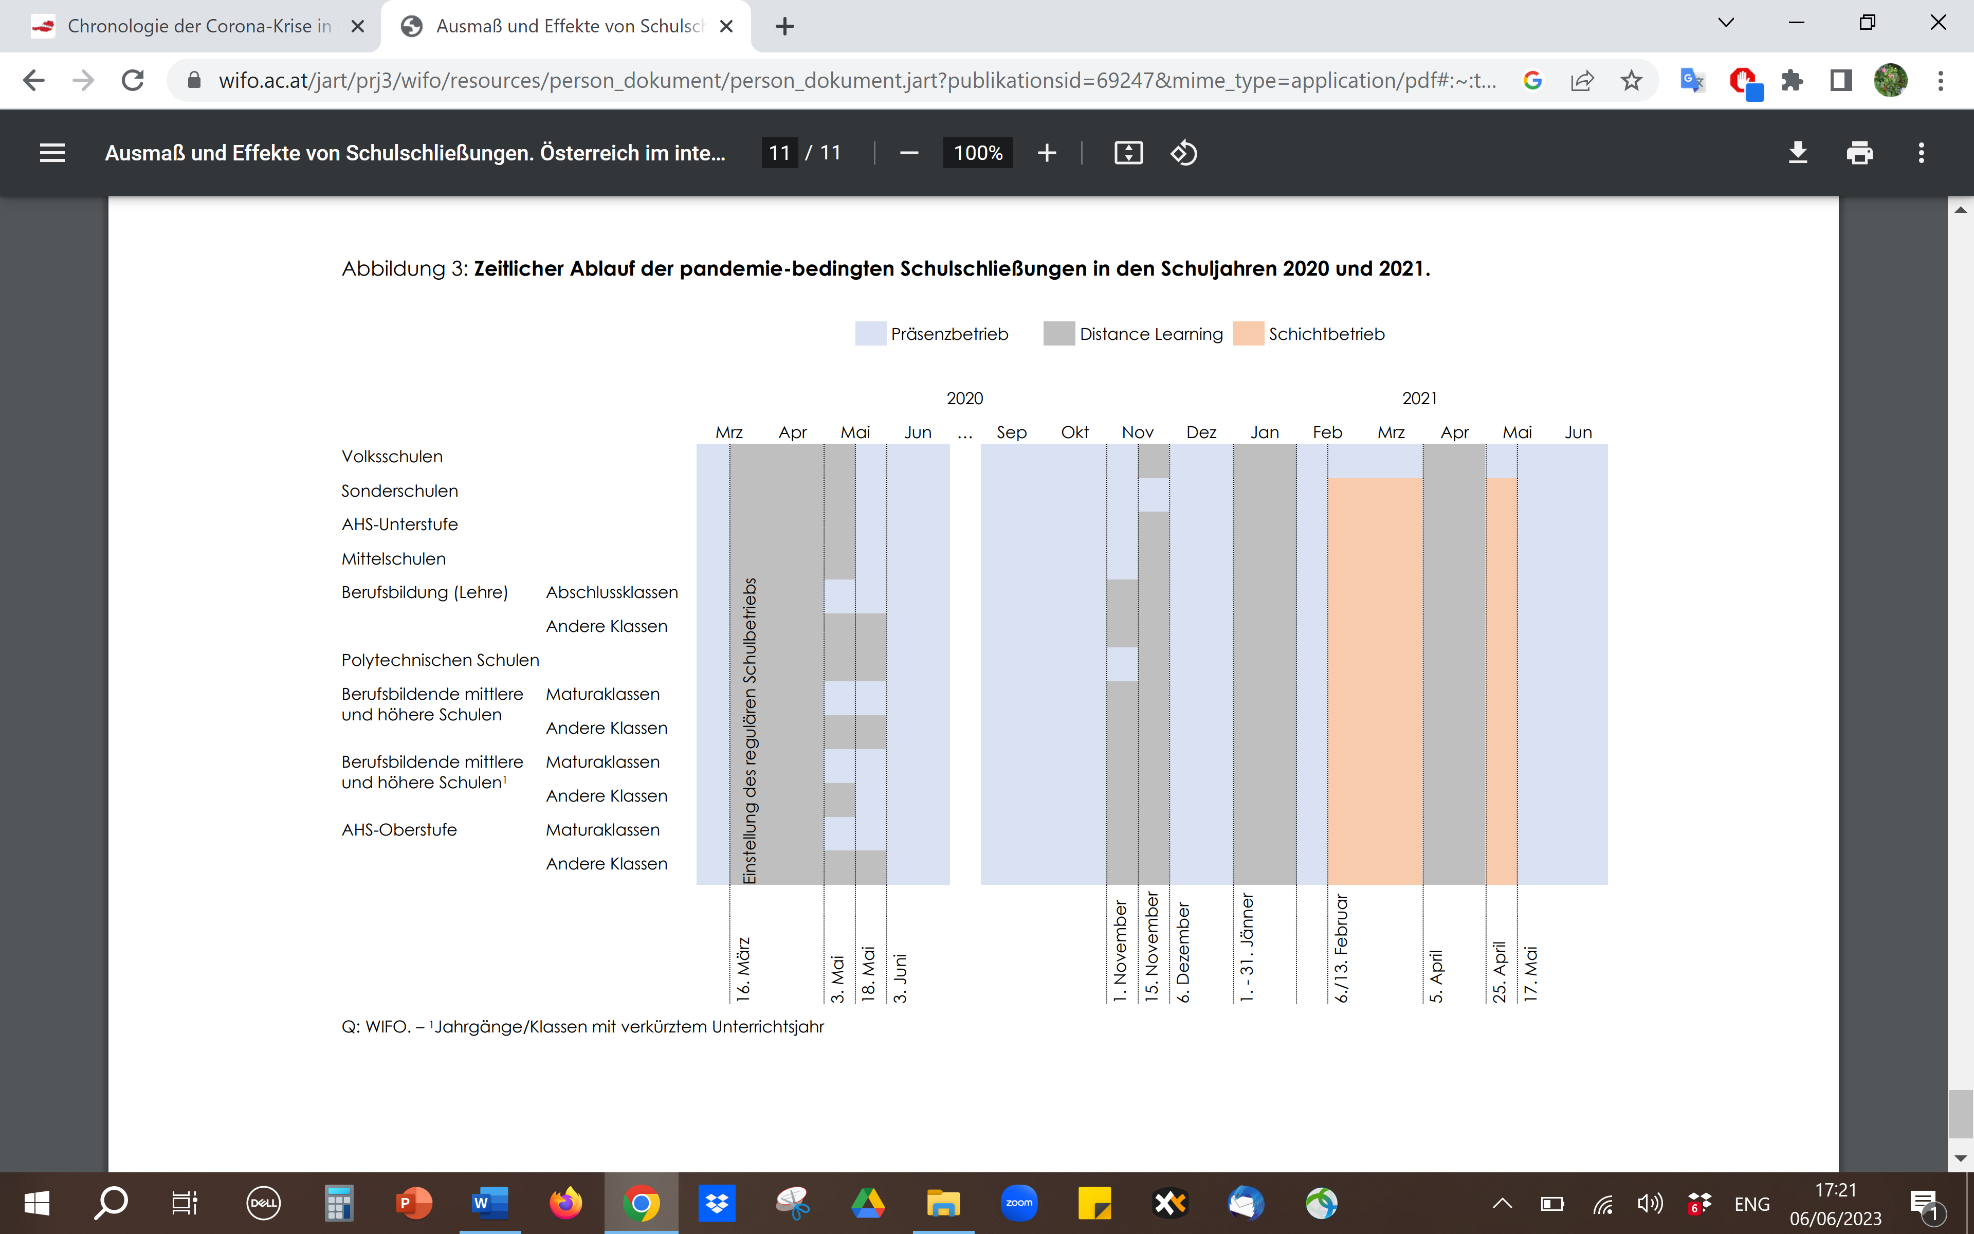 Chronologie der Corona-Krise in
Ausmaß und Effekte von Schulsch
wifo.ac.at/jart/prj3/wifo/resources/person_dokument/person_dokument.jart?publikationsid=69247&mime_type=application/pdf#:~:t...
Ausmaß und Effekte von Schulschließungen. Österreich im inte...
11 / 11
100%
Abbildung 3: Zeitlicher Ablauf der pandemie-bedingten Schulschließungen in den Schuljahren 2020 und 2021.
Präsenzbetrieb Distance Learning Schichtbetrieb
2020 2021
Mrz Apr Mai Jun ... Sep Okt Nov Dez Jan Feb Mrz Apr Mai Jun
Volksschulen
Sonderschulen
AHS-Unterstufe
Mittelschulen
Berufsbildung (Lehre) Abschlussklassen
Andere Klassen
Polytechnischen Schulen
Berufsbildende mittlere Maturaklassen
und höhere Schulen
Andere Klassen
Berufsbildende mittlere Maturaklassen
und höhere Schulen¹
Andere Klassen
AHS-Oberstufe Maturaklassen
Andere Klassen
Einstellung des regulären Schulbetriebs
16. März
3. Mai
18. Mai
3. Juni
1. November
15. November
6. Dezember
1. - 31. Jänner
6./13. Februar
5. April
25. April
17. Mai
Q: WIFO. – ¹Jahrgänge/Klassen mit verkürztem Unterrichtsjahr
DELL
P
W
zoom
6
ENG
17:21
06/06/2023
1